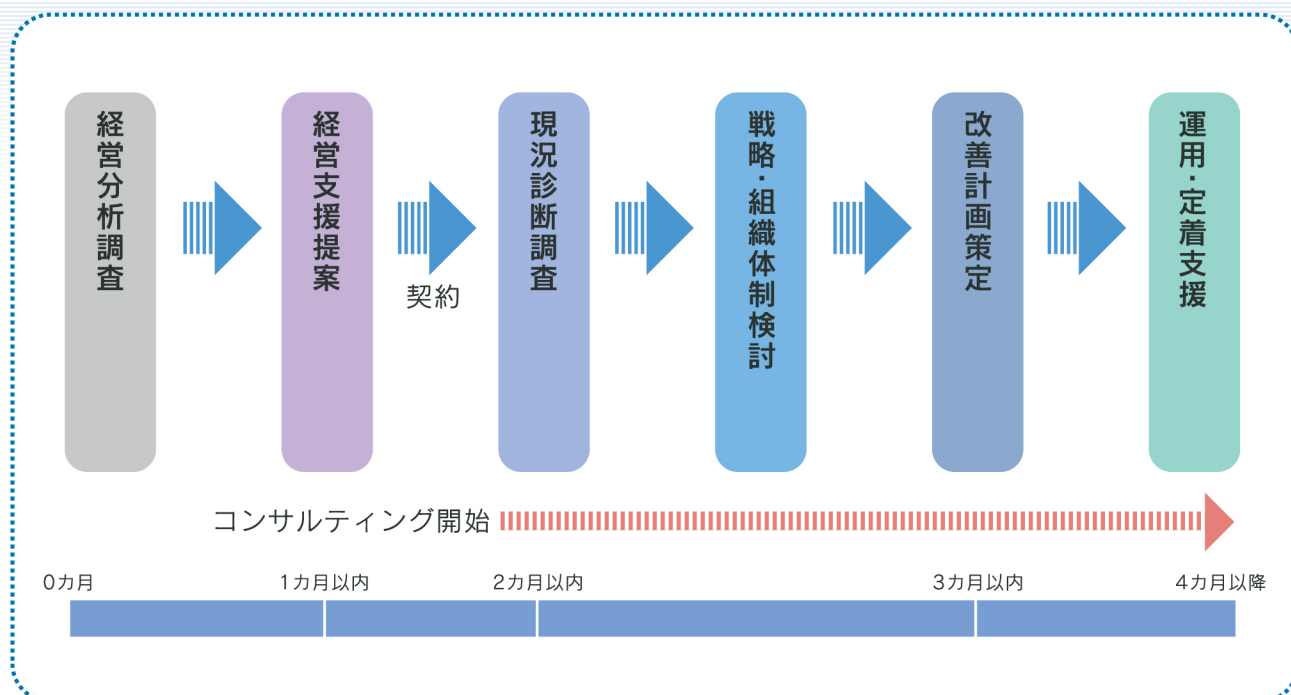 経営分析調査
経営支援提案
現況診断調査
戦略・組織体制検討
改善計画策定
運用・定着支援
契約
コンサルティング開始
0カ月
1カ月以内
2カ月以内
3カ月以内
4カ月以降